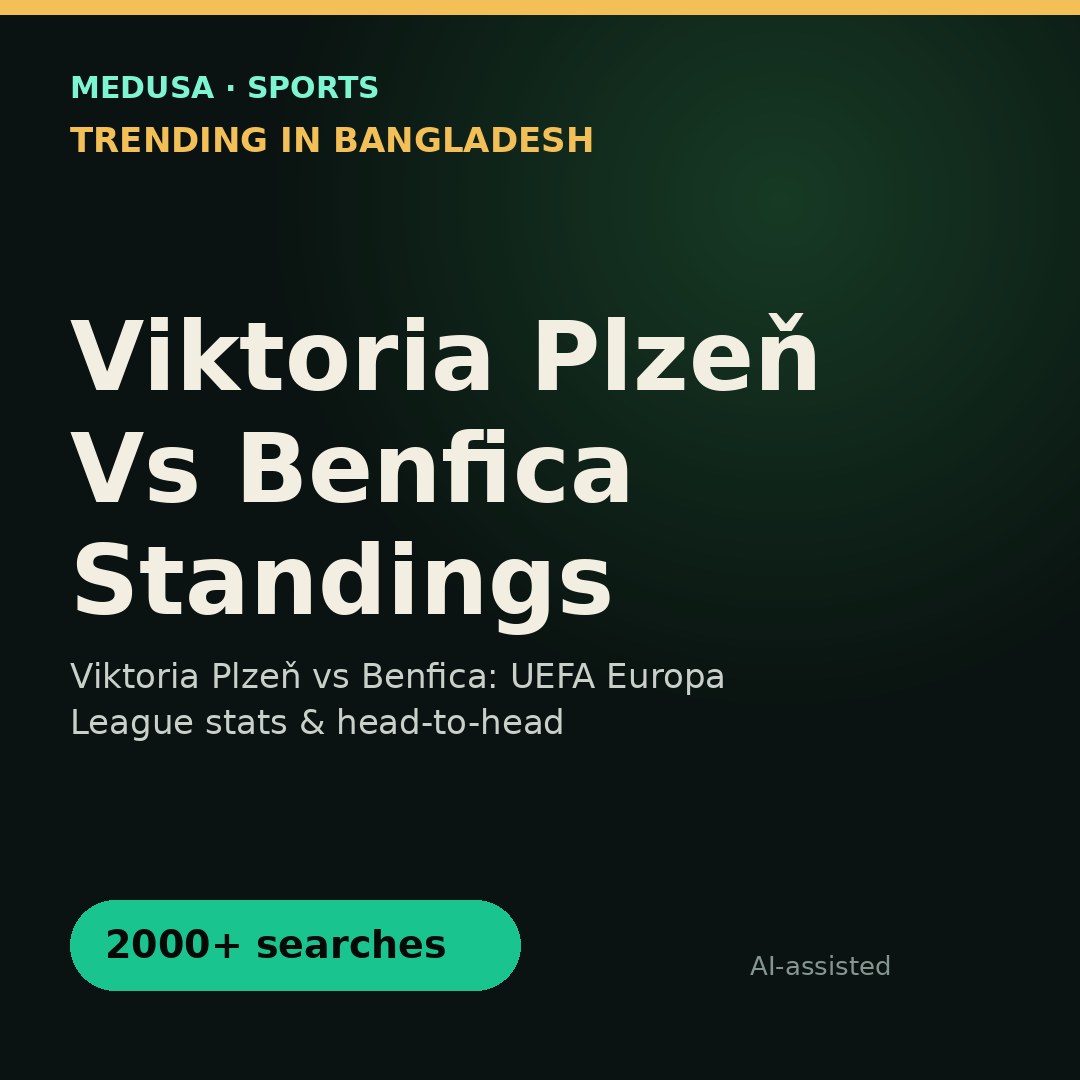 MEDUSA · SPORTS
TRENDING IN BANGLADESH
Viktoria Plzeň
Vs Benfica
Standings
Viktoria Plzeň vs Benfica: UEFA Europa
League stats & head-to-head
2000+ searches
AI-assisted